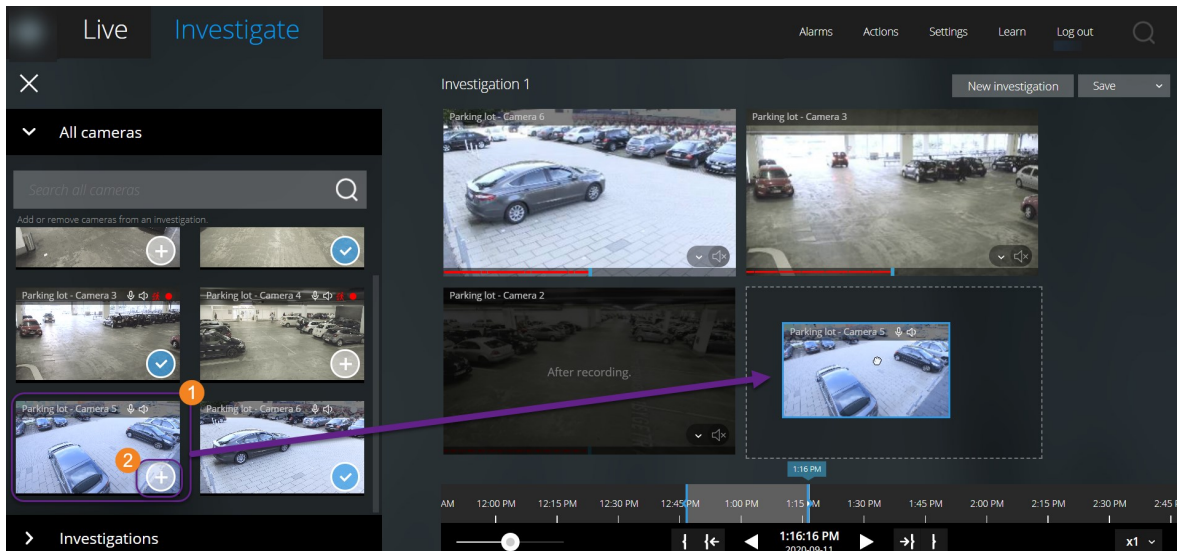 Live Investigate Alarms Actions Settings Learn Log out
Investigation 1 New investigation Save
All cameras
Search all cameras
Add or remove cameras from an investigation.
Parking lot - Camera 3 Parking lot - Camera 4
1
Parking lot - Camera 5 Parking lot - Camera 6
2
Investigations
Parking lot - Camera 6 Parking lot - Camera 3
Parking lot - Camera 2
After recording.
Parking lot - Camera 5
1:16 PM
AM 12:00 PM 12:15 PM 12:30 PM 12:45 PM 1:00 PM 1:15 PM 1:30 PM 1:45 PM 2:00 PM 2:15 PM 2:30 PM 2:45
1:16:16 PM
2020-09-11
x1